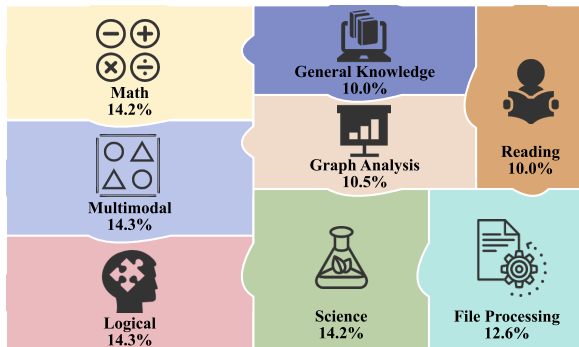 Math
14.2%
General Knowledge
10.0%
Reading
10.0%
Multimodal
14.3%
Graph Analysis
10.5%
Logical
14.3%
Science
14.2%
File Processing
12.6%